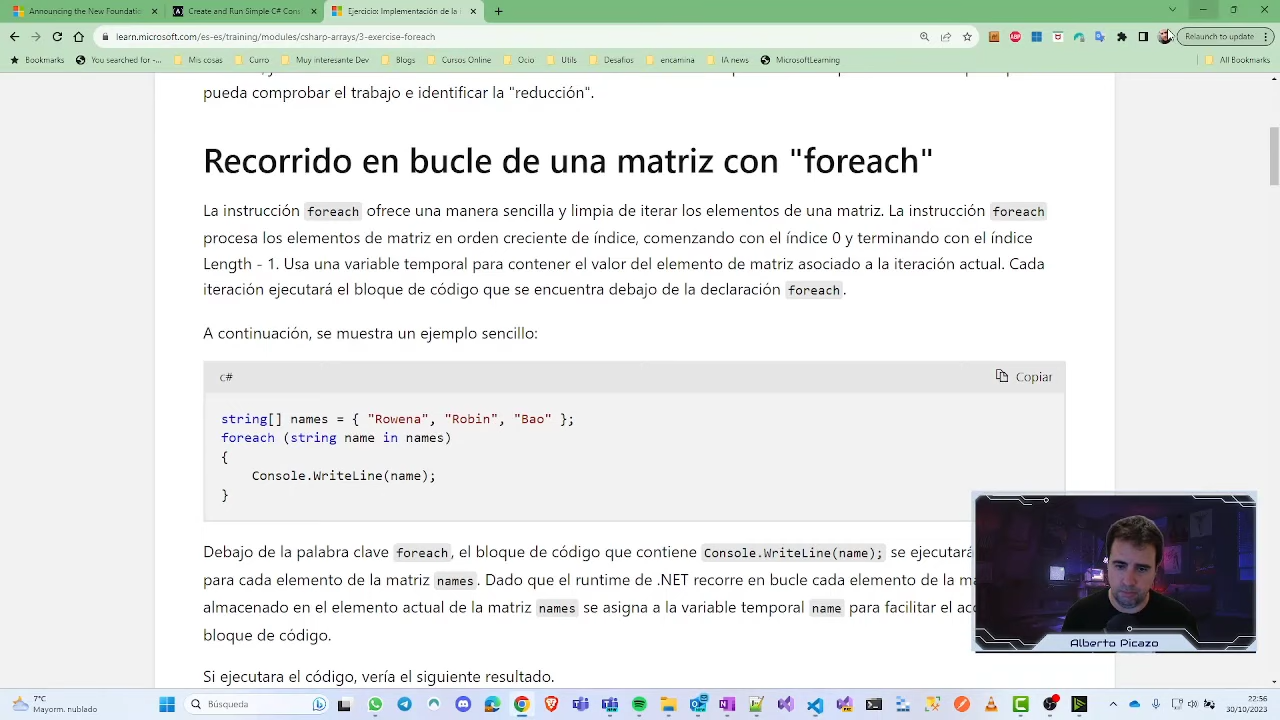 Announcing the New Foundatio
Create and Run Simple C# Con
Ejercicio: Implementación de la
learn.microsoft.com/es-es/training/modules/csharp-arrays/3-exercise-foreach
Relaunch to update
Bookmarks
You searched for -...
Mis cosas
Curro
Muy interesante Dev
Blogs
Cursos Online
Ocio
Utils
Desafios
encamina
IA news
MicrosoftLearning
All Bookmarks
pueda comprobar el trabajo e identificar la "reducción".
Recorrido en bucle de una matriz con "foreach"
La instrucción foreach ofrece una manera sencilla y limpia de iterar los elementos de una matriz. La instrucción foreach
procesa los elementos de matriz en orden creciente de índice, comenzando con el índice 0 y terminando con el índice
Length - 1. Usa una variable temporal para contener el valor del elemento de matriz asociado a la iteración actual. Cada
iteración ejecutará el bloque de código que se encuentra debajo de la declaración foreach.
A continuación, se muestra un ejemplo sencillo:
c#
Copiar
string[] names = { "Rowena", "Robin", "Bao" };
foreach (string name in names)
{
Console.WriteLine(name);
}
Debajo de la palabra clave foreach, el bloque de código que contiene Console.WriteLine(name); se ejecutará
para cada elemento de la matriz names. Dado que el runtime de .NET recorre en bucle cada elemento de la
almacenado en el elemento actual de la matriz names se asigna a la variable temporal name para facilitar el
bloque de código.
Si ejecutara el código, vería el siguiente resultado.
Alberto Picazo
7°C
Mayorm. nublado
Búsqueda
22:56
30/10/2023